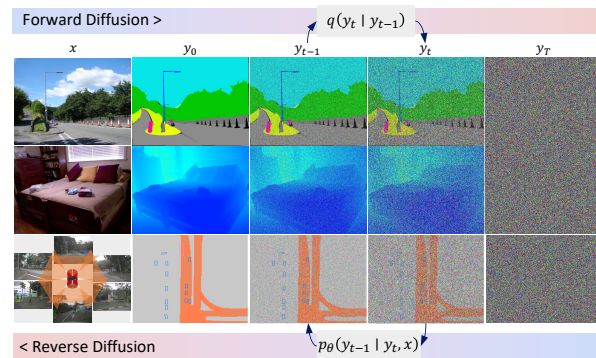 Forward Diffusion >
q(y_t | y_{t−1})
x y_0 y_{t−1} y_t y_T
p_θ(y_{t−1} | y_t, x)
< Reverse Diffusion